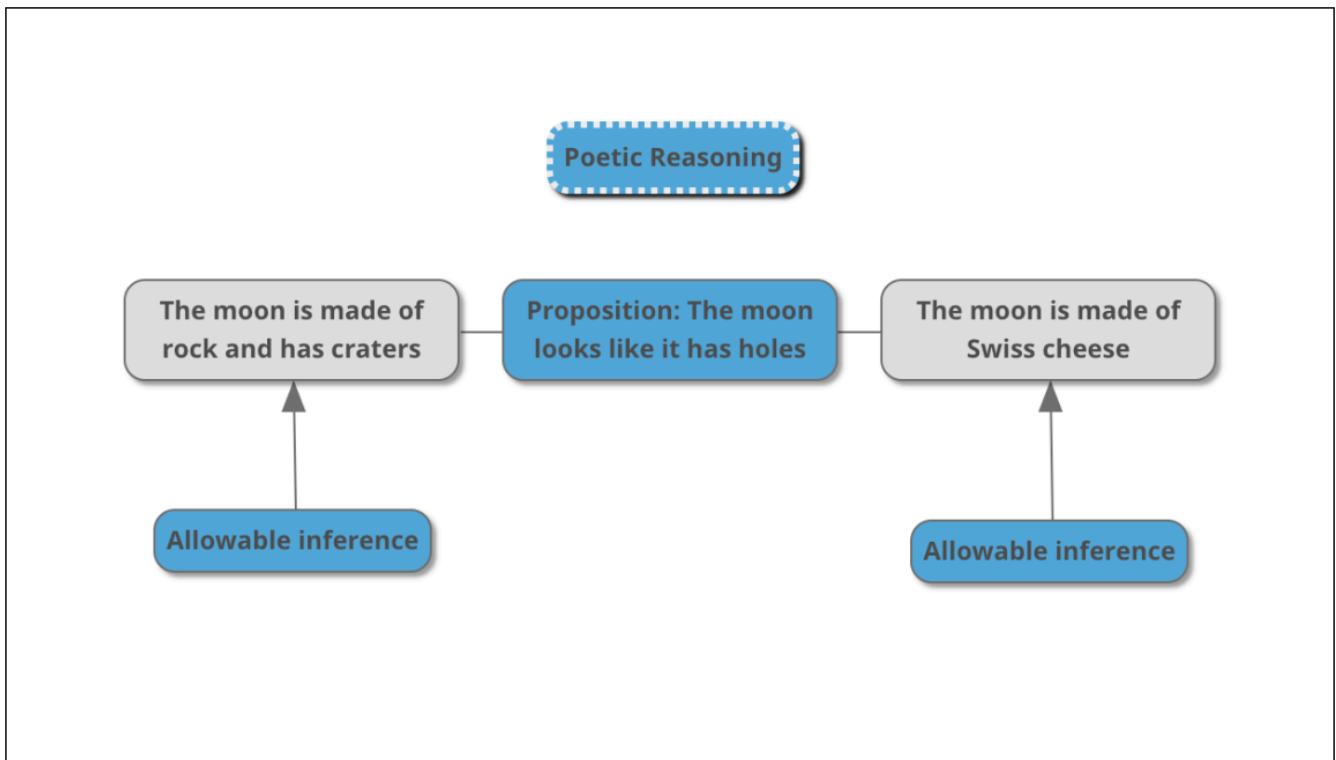 Poetic Reasoning
The moon is made of
rock and has craters
Proposition: The moon
looks like it has holes
The moon is made of
Swiss cheese
Allowable inference
Allowable inference